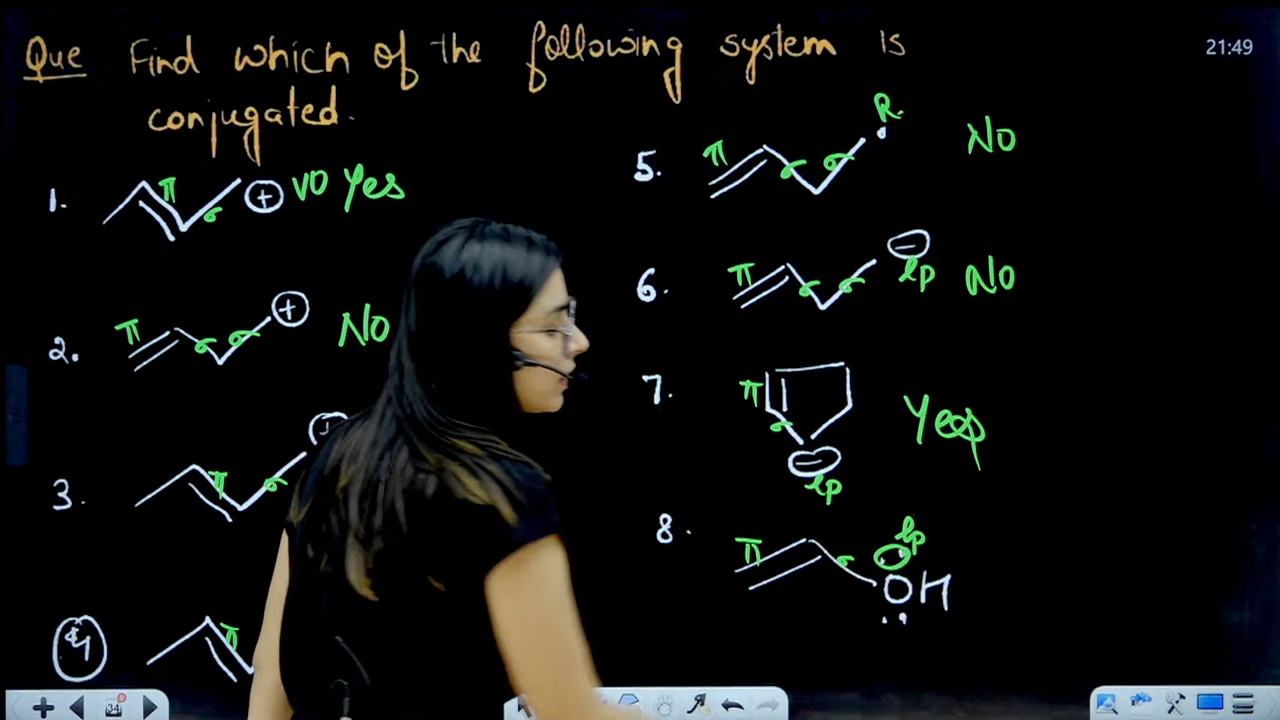 Que Find which of the following system is
conjugated.
21:49
1. π σ + VO Yes
2. π σ σ + No
3. π σ
4 π
5. π σ σ R. No
6. π σ σ − lp No
7. π σ − lp Yes
8. π σ lp OH
34